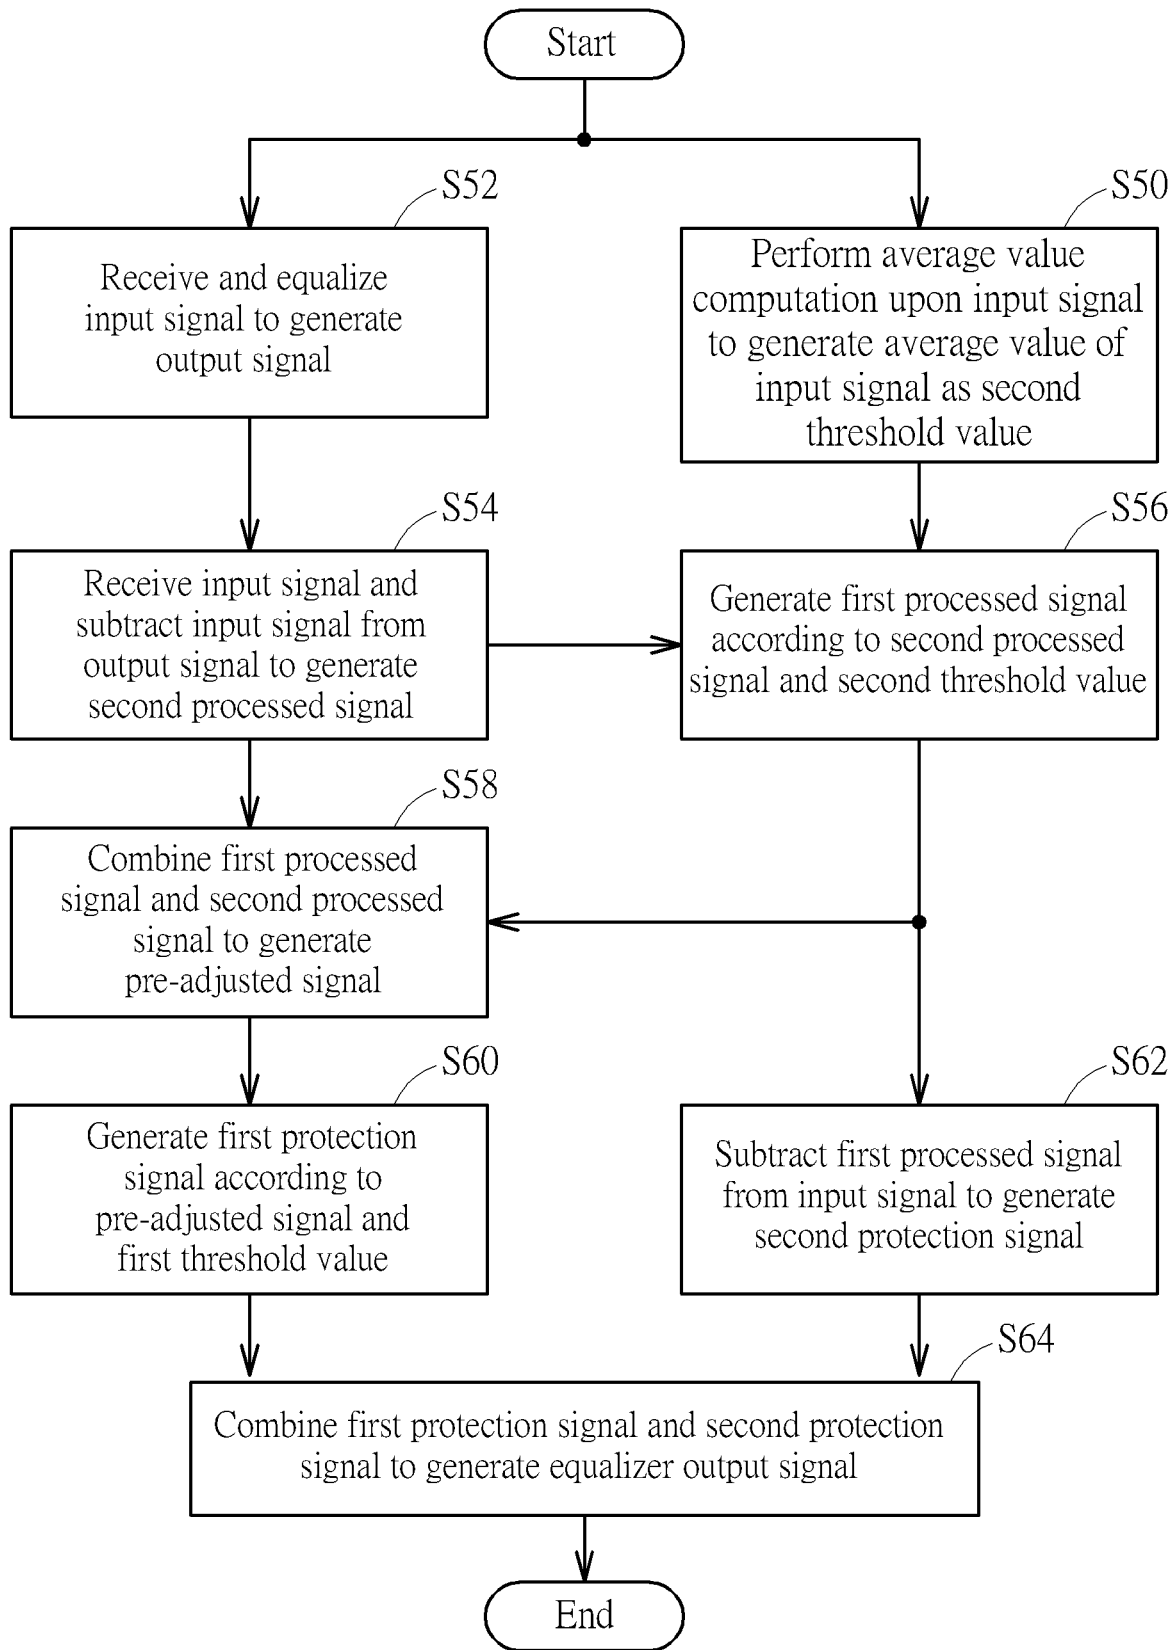 Start
S52
Receive and equalize
input signal to generate
output signal
S50
Perform average value
computation upon input signal
to generate average value of
input signal as second
threshold value
S54
Receive input signal and
subtract input signal from
output signal to generate
second processed signal
S56
Generate first processed signal
according to second processed
signal and second threshold value
S58
Combine first processed
signal and second processed
signal to generate
pre-adjusted signal
S60
Generate first protection
signal according to
pre-adjusted signal and
first threshold value
S62
Subtract first processed signal
from input signal to generate
second protection signal
S64
Combine first protection signal and second protection
signal to generate equalizer output signal
End